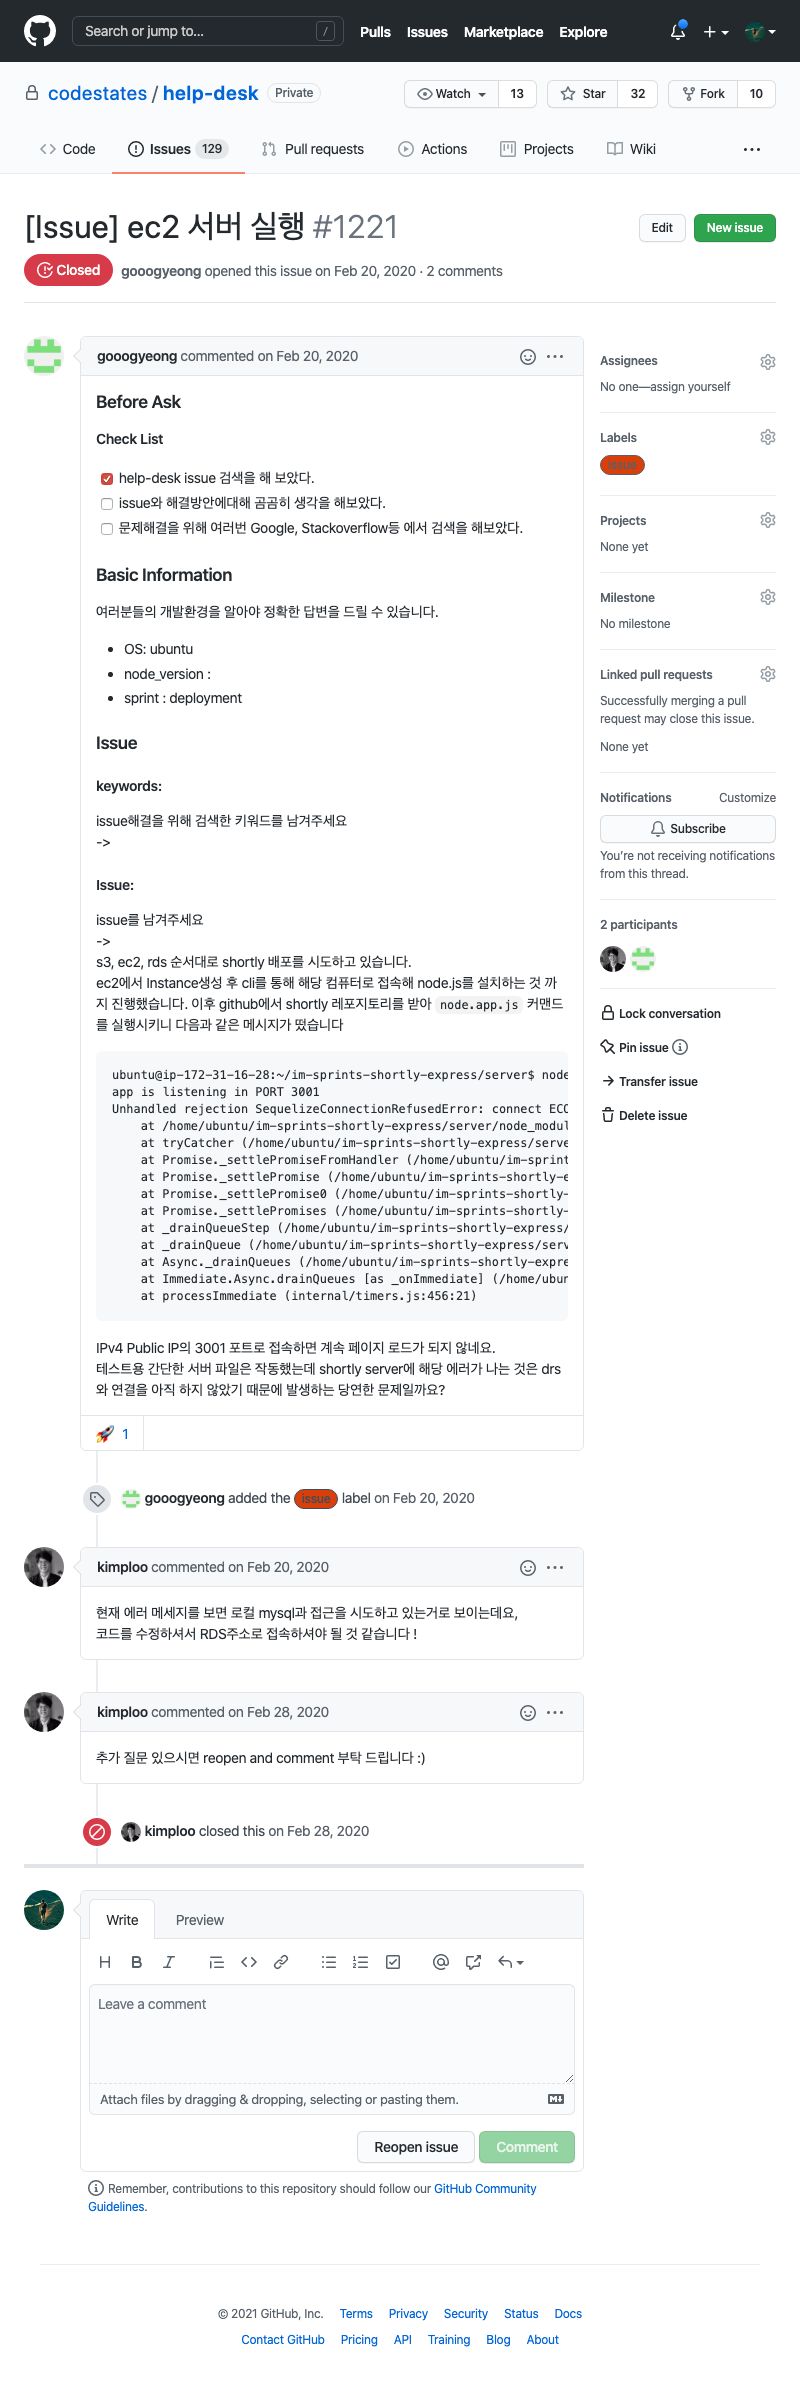 Search or jump to...
/
Pulls
Issues
Marketplace
Explore
codestates / help-desk
Private
Watch
13
Star
32
Fork
10
Code
Issues 129
Pull requests
Actions
Projects
Wiki
[Issue] ec2 서버 실행 #1221
Edit
New issue
Closed
gooogyeong opened this issue on Feb 20, 2020 · 2 comments
gooogyeong commented on Feb 20, 2020
Before Ask
Check List
help-desk issue 검색을 해 보았다.
issue와 해결방안에대해 곰곰히 생각을 해보았다.
문제해결을 위해 여러번 Google, Stackoverflow등 에서 검색을 해보았다.
Basic Information
여러분들의 개발환경을 알아야 정확한 답변을 드릴 수 있습니다.
• OS: ubuntu
• node_version :
• sprint : deployment
Issue
keywords:
issue해결을 위해 검색한 키워드를 남겨주세요
->
Issue:
issue를 남겨주세요
->
s3, ec2, rds 순서대로 shortly 배포를 시도하고 있습니다.
ec2에서 Instance생성 후 cli를 통해 해당 컴퓨터로 접속해 node.js를 설치하는 것 까
지 진행했습니다. 이후 github에서 shortly 레포지토리를 받아 node.app.js 커맨드
를 실행시키니 다음과 같은 메시지가 떴습니다
ubuntu@ip-172-31-16-28:~/im-sprints-shortly-express/server$ node
app is listening in PORT 3001
Unhandled rejection SequelizeConnectionRefusedError: connect ECO
at /home/ubuntu/im-sprints-shortly-express/server/node_modul
at tryCatcher (/home/ubuntu/im-sprints-shortly-express/serve
at Promise._settlePromiseFromHandler (/home/ubuntu/im-sprint
at Promise._settlePromise (/home/ubuntu/im-sprints-shortly-e
at Promise._settlePromise0 (/home/ubuntu/im-sprints-shortly-
at Promise._settlePromises (/home/ubuntu/im-sprints-shortly-
at _drainQueueStep (/home/ubuntu/im-sprints-shortly-express/
at _drainQueue (/home/ubuntu/im-sprints-shortly-express/serv
at Async._drainQueues (/home/ubuntu/im-sprints-shortly-expre
at Immediate.Async.drainQueues [as _onImmediate] (/home/ubun
at processImmediate (internal/timers.js:456:21)
IPv4 Public IP의 3001 포트로 접속하면 계속 페이지 로드가 되지 않네요.
테스트용 간단한 서버 파일은 작동했는데 shortly server에 해당 에러가 나는 것은 drs
와 연결을 아직 하지 않았기 때문에 발생하는 당연한 문제일까요?
1
gooogyeong added the issue label on Feb 20, 2020
kimploo commented on Feb 20, 2020
현재 에러 메세지를 보면 로컬 mysql과 접근을 시도하고 있는거로 보이는데요,
코드를 수정하셔서 RDS주소로 접속하셔야 될 것 같습니다 !
kimploo commented on Feb 28, 2020
추가 질문 있으시면 reopen and comment 부탁 드립니다 :)
kimploo closed this on Feb 28, 2020
Write
Preview
Leave a comment
Attach files by dragging & dropping, selecting or pasting them.
Reopen issue
Comment
Remember, contributions to this repository should follow our GitHub Community
Guidelines.
Assignees
No one—assign yourself
Labels
issue
Projects
None yet
Milestone
No milestone
Linked pull requests
Successfully merging a pull
request may close this issue.
None yet
Notifications
Customize
Subscribe
You're not receiving notifications
from this thread.
2 participants
Lock conversation
Pin issue
Transfer issue
Delete issue
© 2021 GitHub, Inc.
Terms
Privacy
Security
Status
Docs
Contact GitHub
Pricing
API
Training
Blog
About